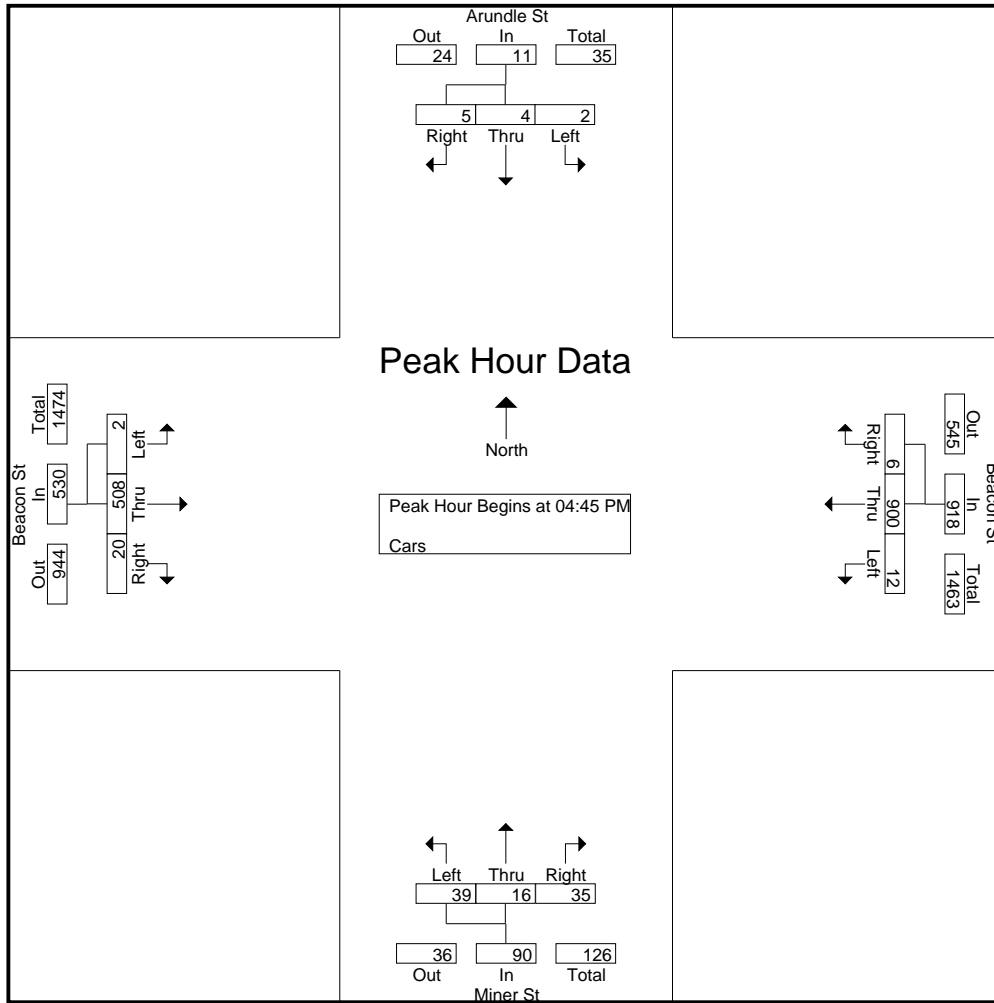 Arundle St
Out In Total
24 11 35
5 4 2
Right Thru Left
Peak Hour Data
North
Peak Hour Begins at 04:45 PM
Cars
Beacon St
Total In Out
1474 530 944
2 508 20
Left Thru Right
Beacon St
Out In Total
545 918 1463
6 900 12
Right Thru Left
Left Thru Right
39 16 35
36 90 126
Out In Total
Miner St